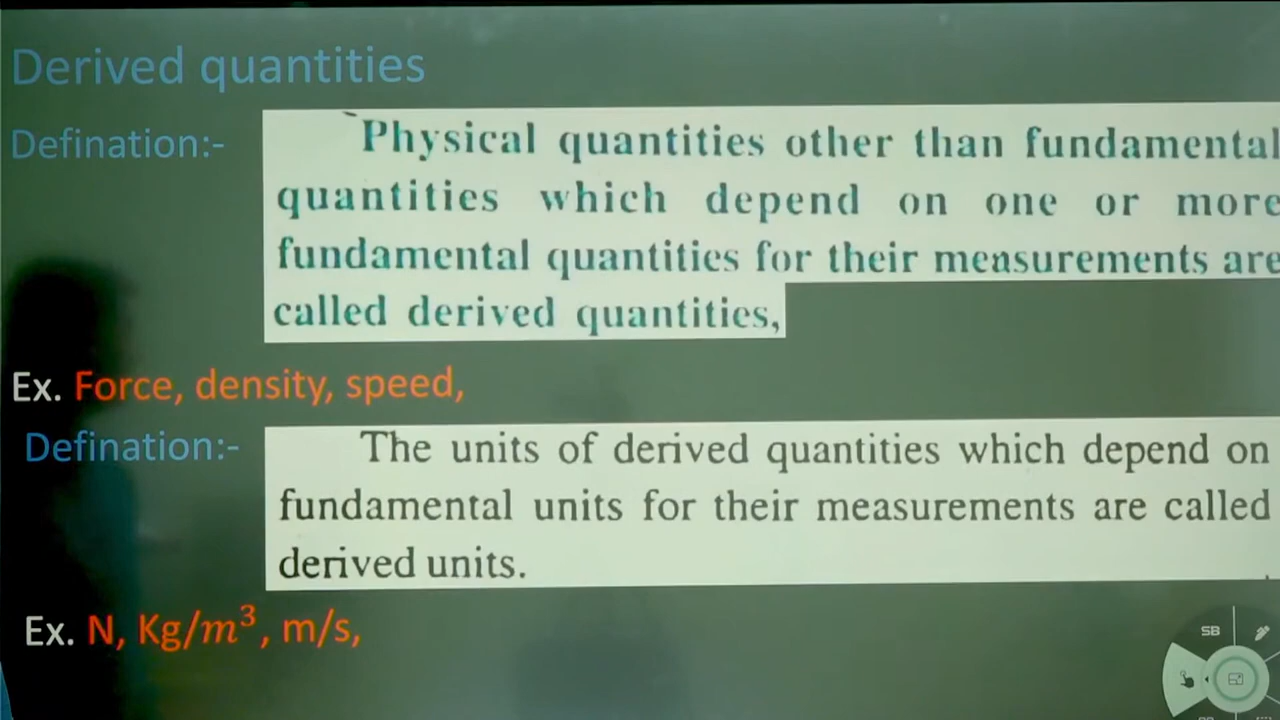 Derived quantities
Defination:-
Physical quantities other than fundamental
quantities which depend on one or more
fundamental quantities for their measurements are
called derived quantities,
Ex. Force, density, speed,
Defination:-
The units of derived quantities which depend on
fundamental units for their measurements are called
derived units.
Ex. N, Kg/m³, m/s,
SB